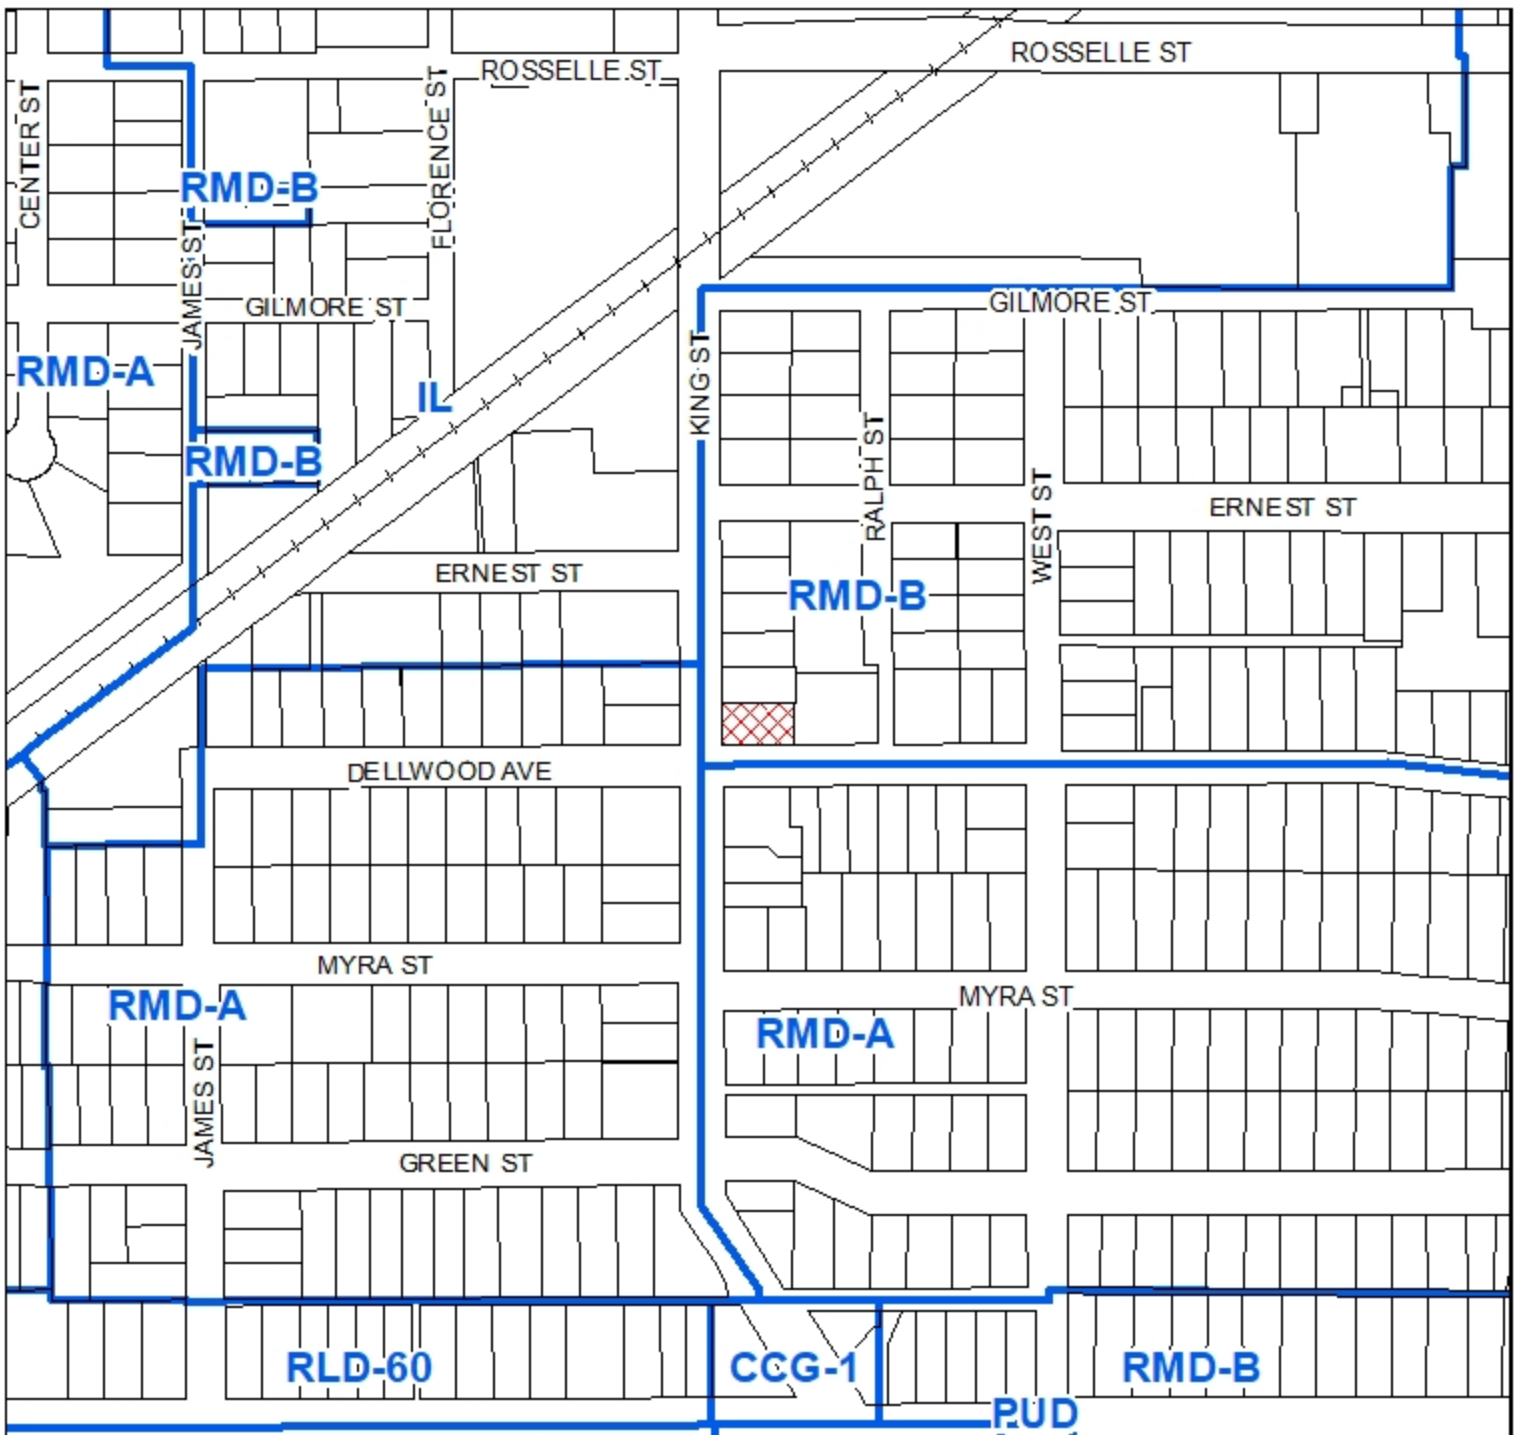 ROSSELLE ST
ROSSELLE ST
CENTER ST
FLORENCE ST
RMD-B
JAMES ST
GILMORE ST
GILMORE ST
RMD-A
KING ST
IL
RALPH ST
RMD-B
WEST ST
ERNEST ST
ERNEST ST
RMD-B
DELLWOOD AVE
MYRA ST
MYRA ST
RMD-A
RMD-A
JAMES ST
GREEN ST
RLD-60
CCG-1
RMD-B
PUD